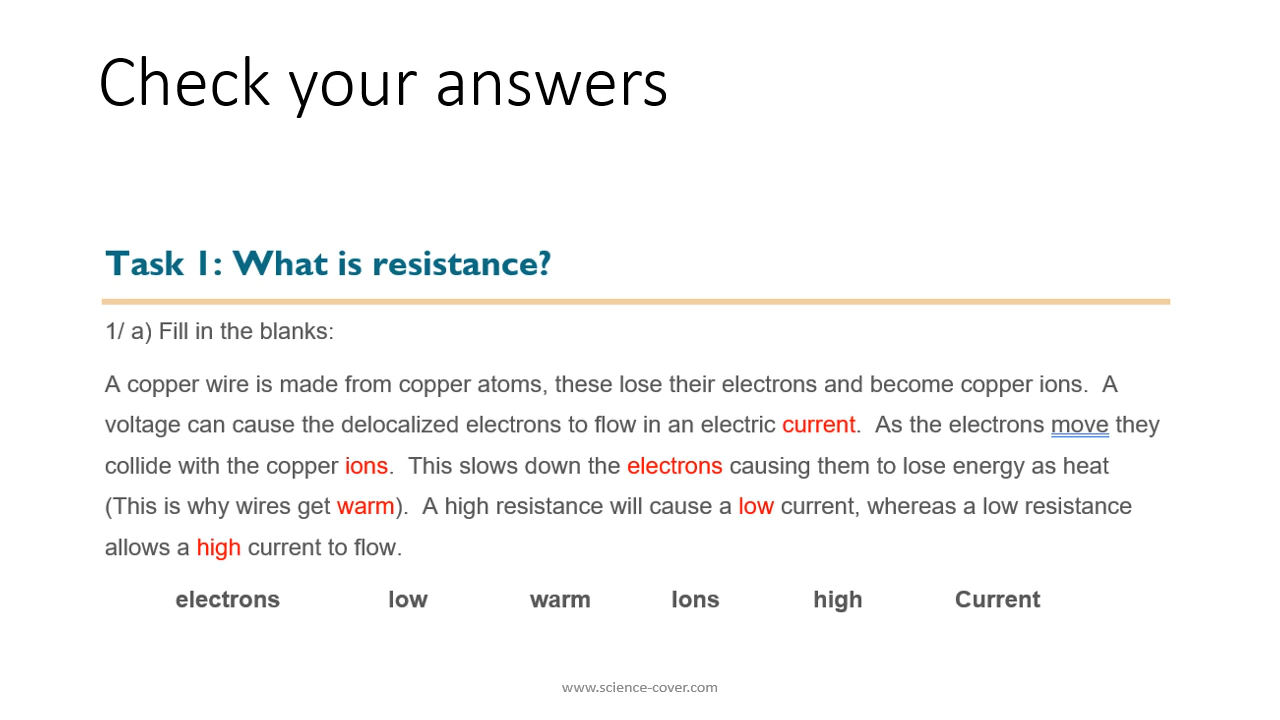 Check your answers
Task 1: What is resistance?
1/ a) Fill in the blanks:
A copper wire is made from copper atoms, these lose their electrons and become copper ions.  A
voltage can cause the delocalized electrons to flow in an electric current.  As the electrons move they
collide with the copper ions.  This slows down the electrons causing them to lose energy as heat
(This is why wires get warm).  A high resistance will cause a low current, whereas a low resistance
allows a high current to flow.
electrons low warm Ions high Current
www.science-cover.com